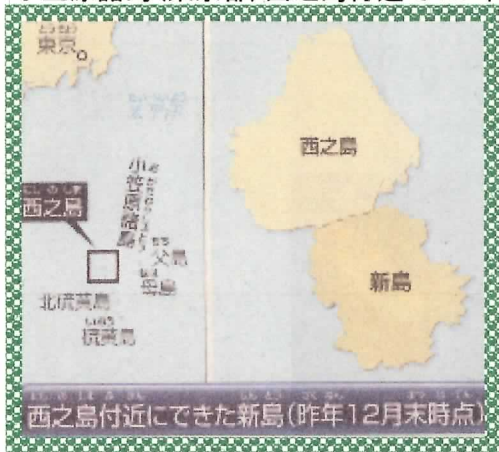 東京
西之島
小笠原諸島
父島
母島
北硫黄島
硫黄島
西之島
新島
西之島付近にできた新島(昨年12月末時点)